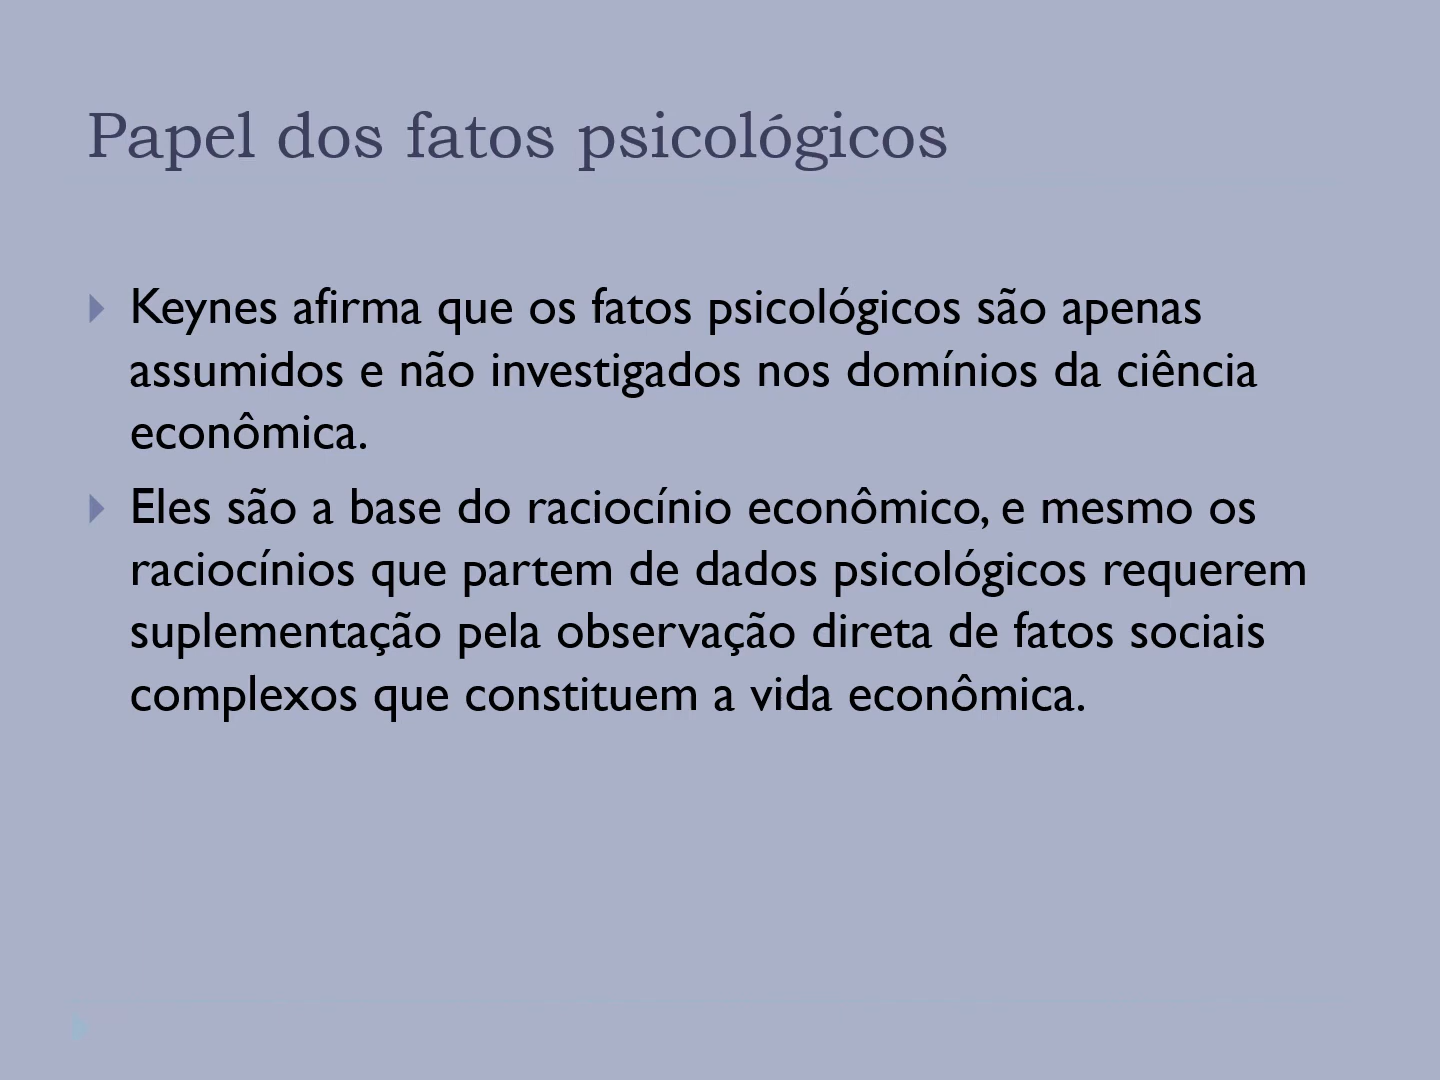 Papel dos fatos psicológicos
Keynes afirma que os fatos psicológicos são apenas
assumidos e não investigados nos domínios da ciência
econômica.
Eles são a base do raciocínio econômico, e mesmo os
raciocínios que partem de dados psicológicos requerem
suplementação pela observação direta de fatos sociais
complexos que constituem a vida econômica.